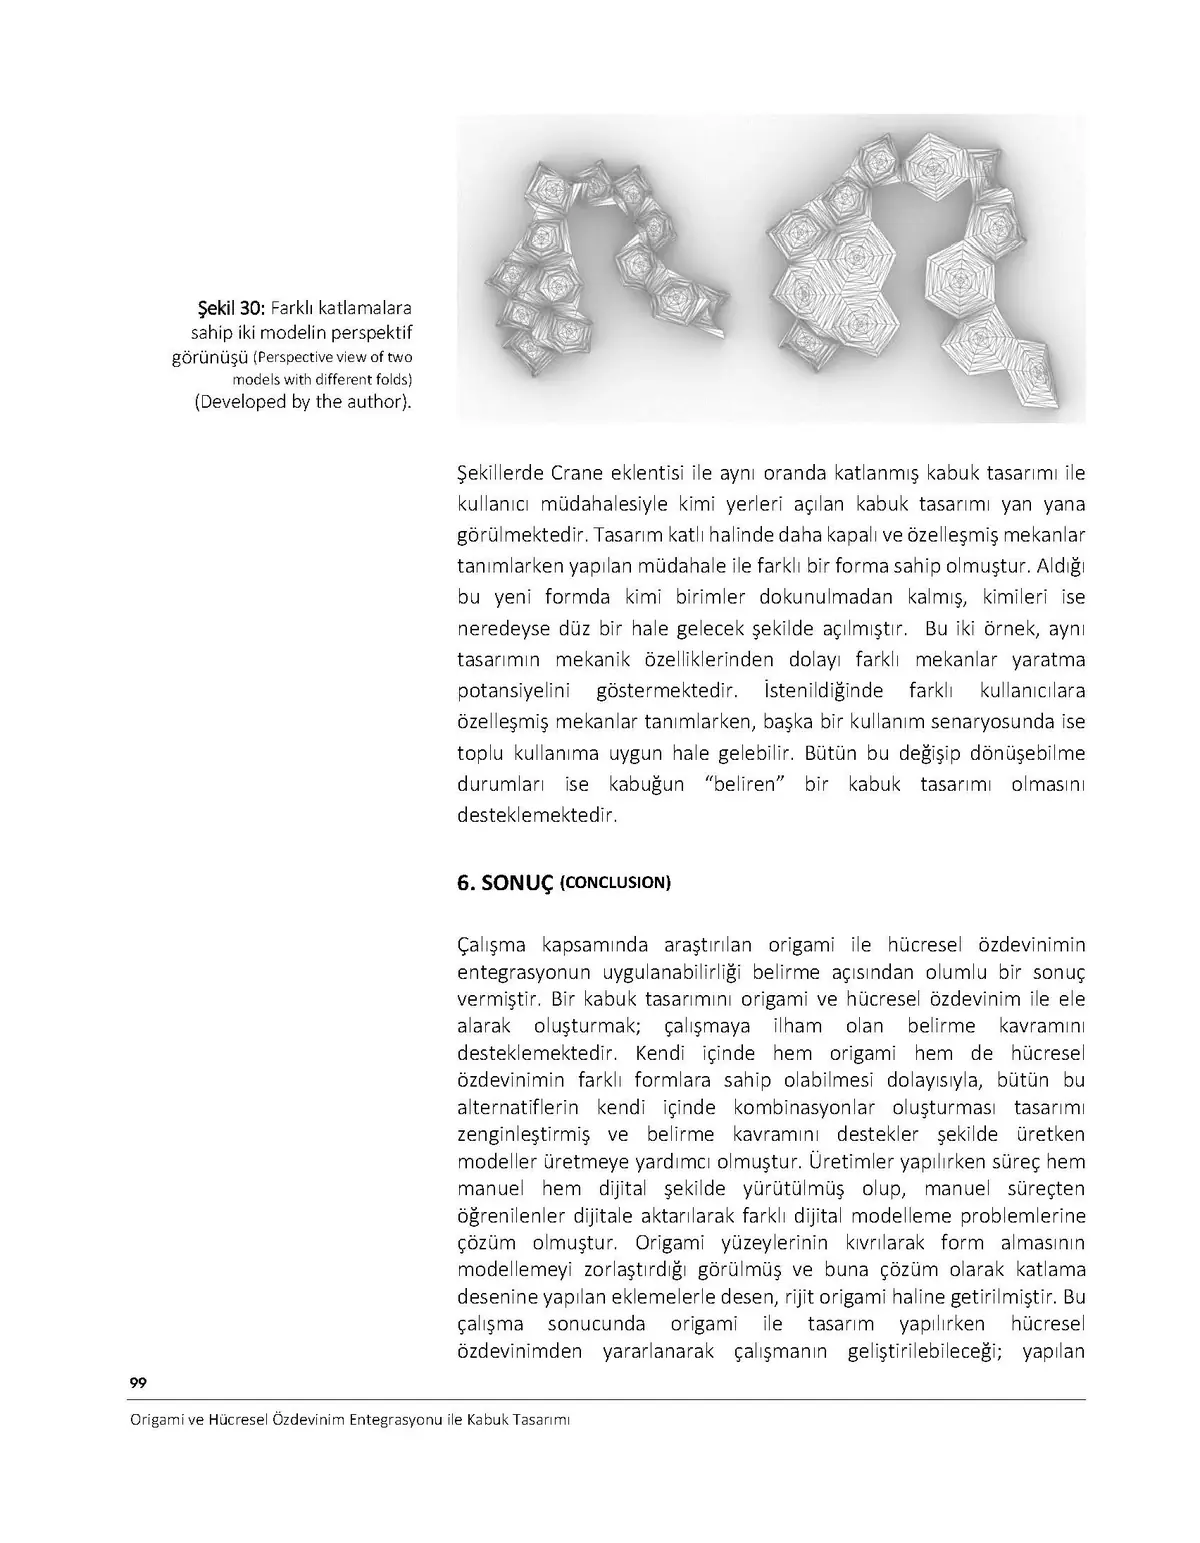 Şekil 30: Farklı katlamalara
sahip iki modelin perspektif
görünüşü (Perspective view of two
models with different folds)
(Developed by the author).
Şekillerde Crane eklentisi ile aynı oranda katlanmış kabuk tasarımı ile
kullanıcı müdahalesiyle kimi yerleri açılan kabuk tasarımı yan yana
görülmektedir. Tasarım katlı halinde daha kapalı ve özelleşmiş mekanlar
tanımlarken yapılan müdahale ile farklı bir forma sahip olmuştur. Aldığı
bu yeni formda kimi birimler dokunulmadan kalmış, kimileri ise
neredeyse düz bir hale gelecek şekilde açılmıştır. Bu iki örnek, aynı
tasarımın mekanik özelliklerinden dolayı farklı mekanlar yaratma
potansiyelini göstermektedir. İstenildiğinde farklı kullanıcılara
özelleşmiş mekanlar tanımlarken, başka bir kullanım senaryosunda ise
toplu kullanıma uygun hale gelebilir. Bütün bu değişip dönüşebilme
durumları ise kabuğun “beliren” bir kabuk tasarımı olmasını
desteklemektedir.
6. SONUÇ (CONCLUSION)
Çalışma kapsamında araştırılan origami ile hücresel özdevinimin
entegrasyonun uygulanabilirliği belirme açısından olumlu bir sonuç
vermiştir. Bir kabuk tasarımını origami ve hücresel özdevinim ile ele
alarak oluşturmak; çalışmaya ilham olan belirme kavramını
desteklemektedir. Kendi içinde hem origami hem de hücresel
özdevinimin farklı formlara sahip olabilmesi dolayısıyla, bütün bu
alternatiflerin kendi içinde kombinasyonlar oluşturması tasarımı
zenginleştirmiş ve belirme kavramını destekler şekilde üretken
modeller üretmeye yardımcı olmuştur. Üretimler yapılırken süreç hem
manuel hem dijital şekilde yürütülmüş olup, manuel süreçten
öğrenilenler dijitale aktarılarak farklı dijital modelleme problemlerine
çözüm olmuştur. Origami yüzeylerinin kıvrılarak form almasının
modellemeyi zorlaştırdığı görülmüş ve buna çözüm olarak katlama
desenine yapılan eklemelerle desen, rijit origami haline getirilmiştir. Bu
çalışma sonucunda origami ile tasarım yapılırken hücresel
özdevinimden yararlanarak çalışmanın geliştirilebileceği; yapılan
99
Origami ve Hücresel Özdevinim Entegrasyonu ile Kabuk Tasarımı